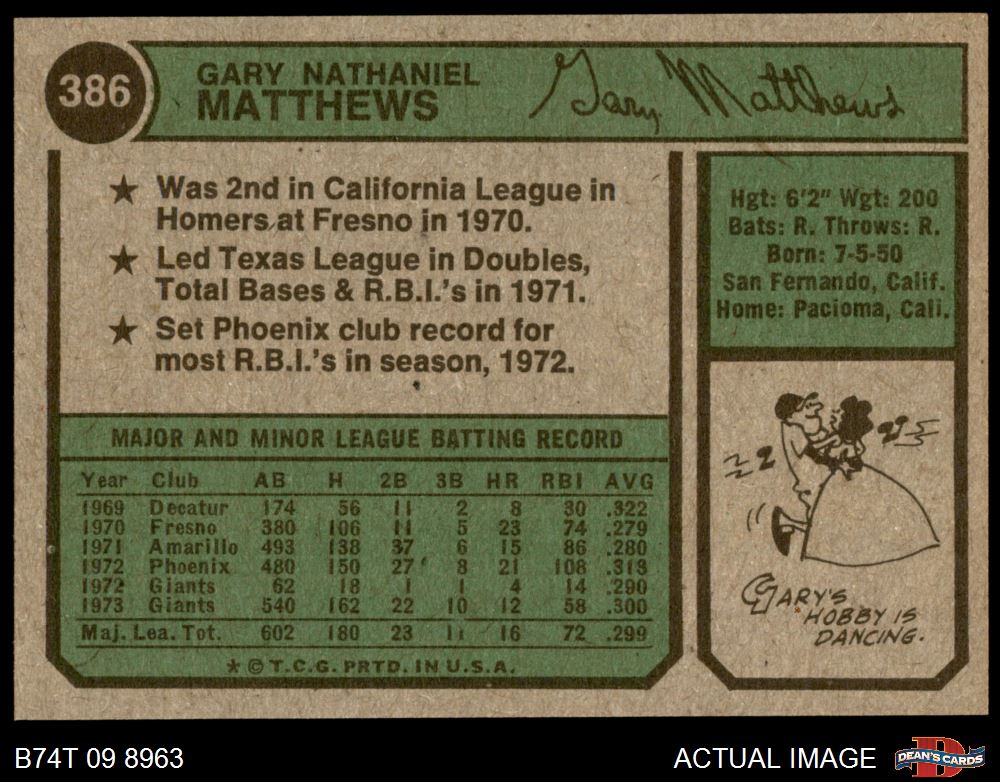 386
GARY NATHANIEL
MATTHEWS
Gary Matthews
★ Was 2nd in California League in
Homers at Fresno in 1970.
★ Led Texas League in Doubles,
Total Bases & R.B.I.'s in 1971.
★ Set Phoenix club record for
most R.B.I.'s in season, 1972.
Hgt: 6'2" Wgt: 200
Bats: R. Throws: R.
Born: 7-5-50
San Fernando, Calif.
Home: Pacioma, Cali.
MAJOR AND MINOR LEAGUE BATTING RECORD
Year Club AB H 2B 3B HR RBI AVG
1969 Decatur 174 56 11 2 8 30 .322
1970 Fresno 380 106 11 5 23 74 .279
1971 Amarillo 493 138 37 6 15 86 .280
1972 Phoenix 480 150 27 8 21 108 .313
1972 Giants 62 18 1 1 4 14 .290
1973 Giants 540 162 22 10 12 58 .300
Maj. Lea. Tot. 602 180 23 11 16 72 .299
★ © T.C.G. PRTD. IN U.S.A.
GARY'S
HOBBY IS
DANCING.
B74T 09 8963
ACTUAL IMAGE
DEAN'S CARDS